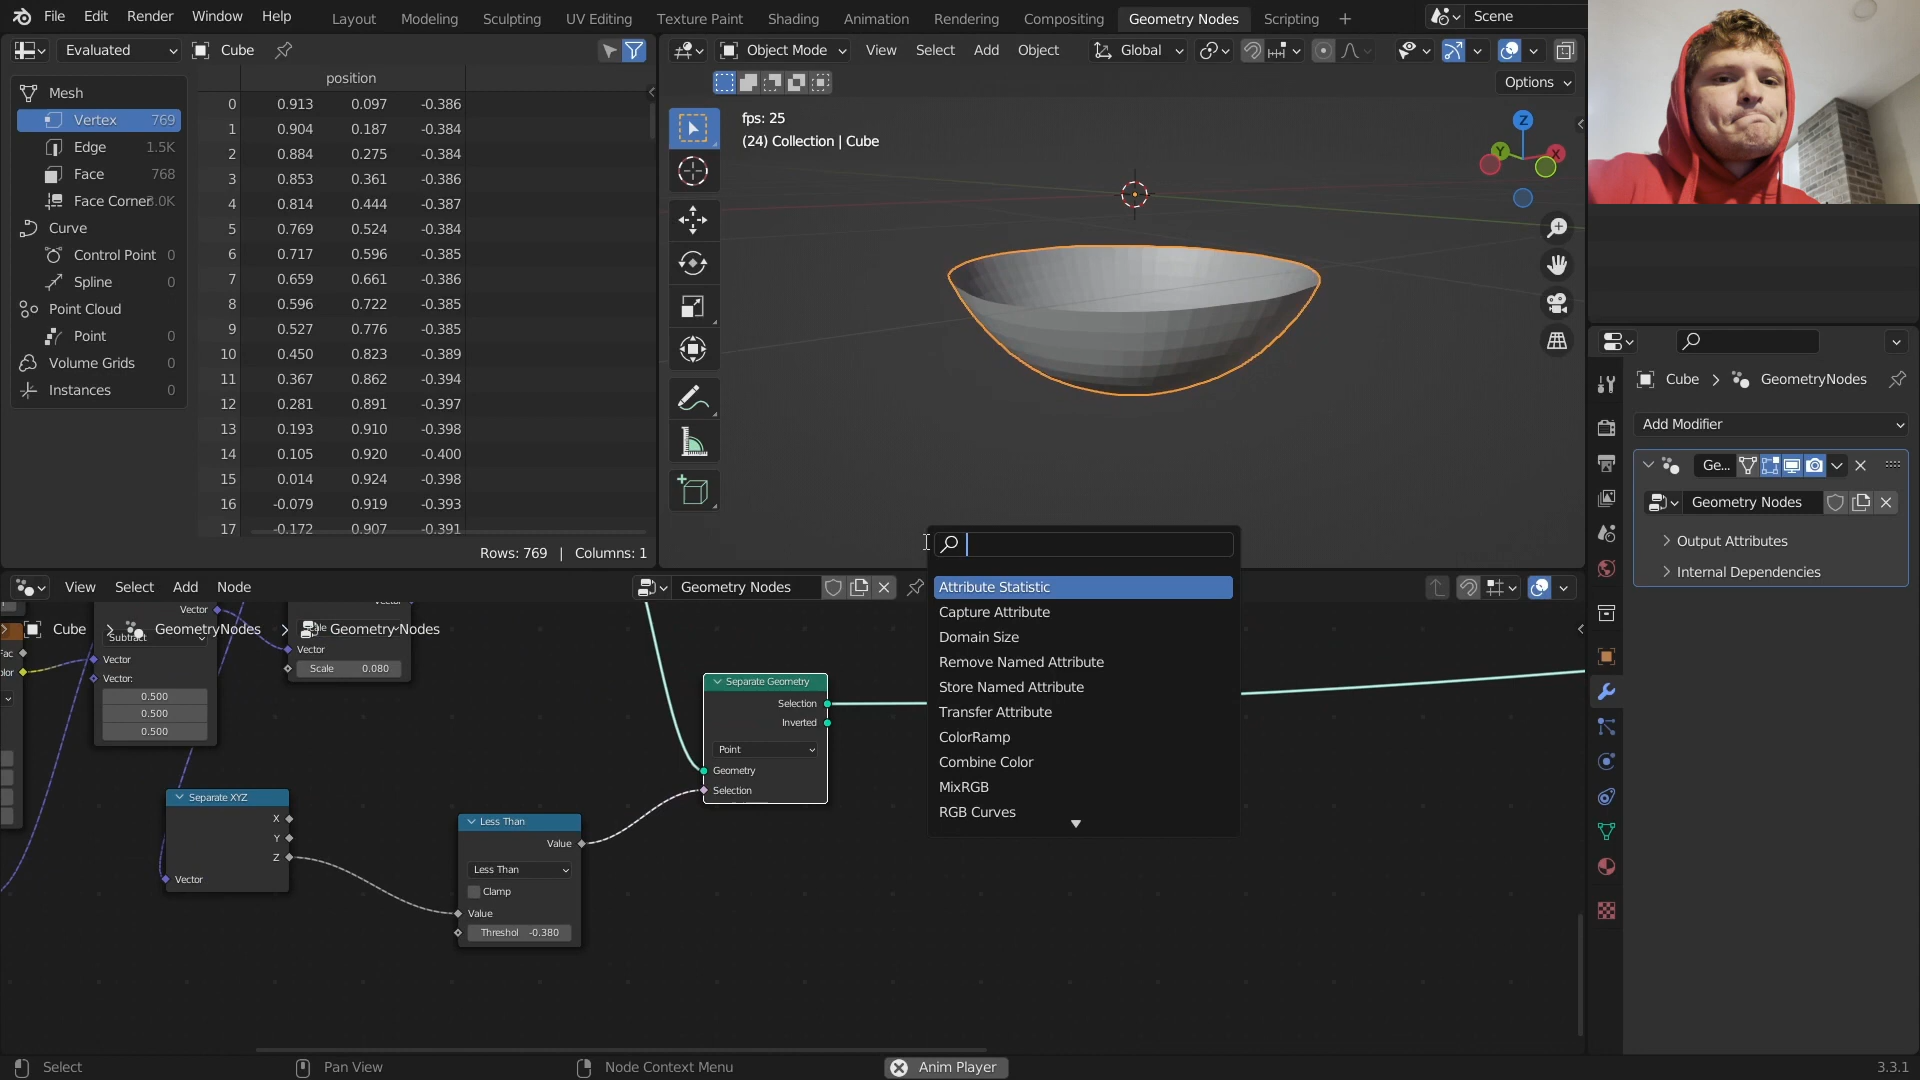 File Edit Render Window Help
Layout Modeling Sculpting UV Editing Texture Paint Shading Animation Rendering Compositing Geometry Nodes Scripting
Scene
Evaluated Cube
Mesh
Vertex 769
Edge 1.5K
Face 768
Face Corner 3.0K
Curve
Control Point 0
Spline 0
Point Cloud
Point 0
Volume Grids 0
Instances 0
position
0 0.913 0.097 -0.386
1 0.904 0.187 -0.384
2 0.884 0.275 -0.384
3 0.853 0.361 -0.386
4 0.814 0.444 -0.387
5 0.769 0.524 -0.384
6 0.717 0.596 -0.385
7 0.659 0.661 -0.386
8 0.596 0.722 -0.385
9 0.527 0.776 -0.385
10 0.450 0.823 -0.389
11 0.367 0.862 -0.394
12 0.281 0.891 -0.397
13 0.193 0.910 -0.398
14 0.105 0.920 -0.400
15 0.014 0.924 -0.398
16 -0.079 0.919 -0.393
17 -0.172 0.907 -0.391
Rows: 769 | Columns: 1
Object Mode View Select Add Object Global
Options
fps: 25
(24) Collection | Cube
Z
Y
X
Cube GeometryNodes
Add Modifier
Ge...
Geometry Nodes
Output Attributes
Internal Dependencies
View Select Add Node Geometry Nodes
Cube GeometryNodes Geometry Nodes
Vector
Subtract
Vector
Vector:
0.500
0.500
0.500
Vector
Scale 0.080
Separate XYZ
X
Y
Z
Vector
Less Than
Value
Less Than
Clamp
Value
Threshol -0.380
Separate Geometry
Selection
Inverted
Point
Geometry
Selection
Attribute Statistic
Capture Attribute
Domain Size
Remove Named Attribute
Store Named Attribute
Transfer Attribute
ColorRamp
Combine Color
MixRGB
RGB Curves
Select Pan View Node Context Menu Anim Player 3.3.1